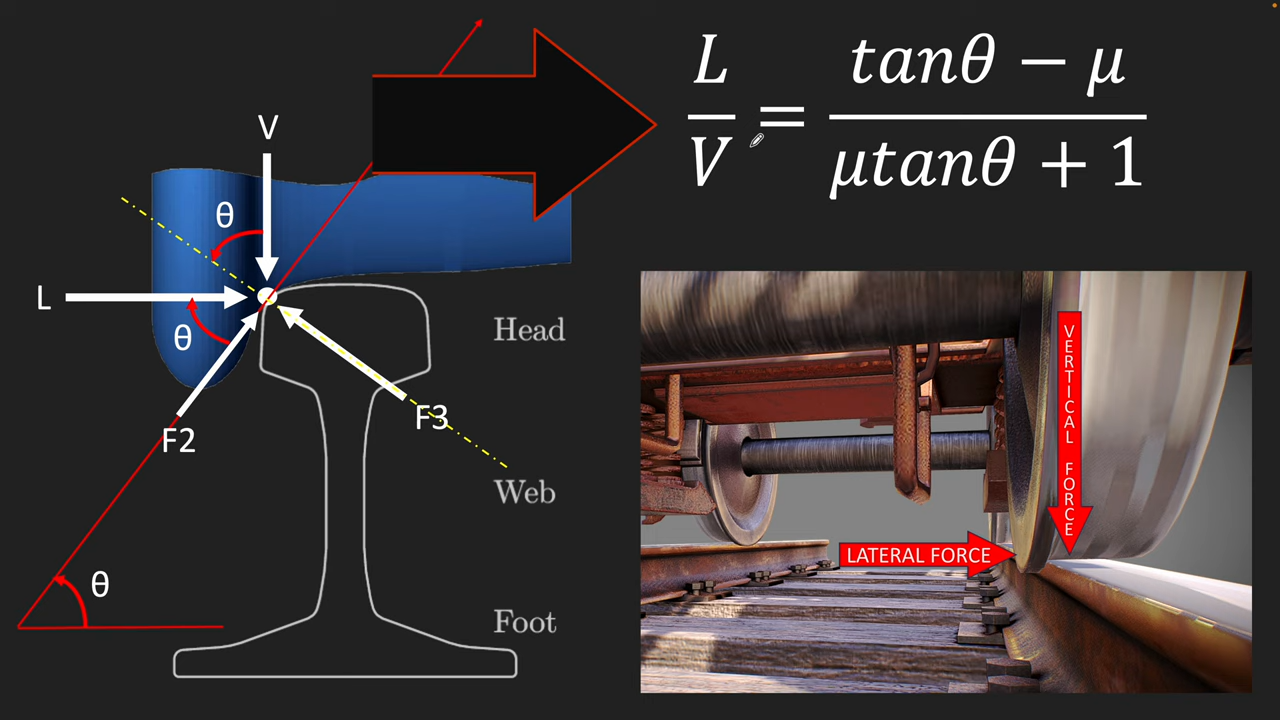 V
θ
L
θ
F2
F3
θ
Head
Web
Foot
L/V = (tanθ − μ)/(μtanθ + 1)
VERTICAL FORCE
LATERAL FORCE